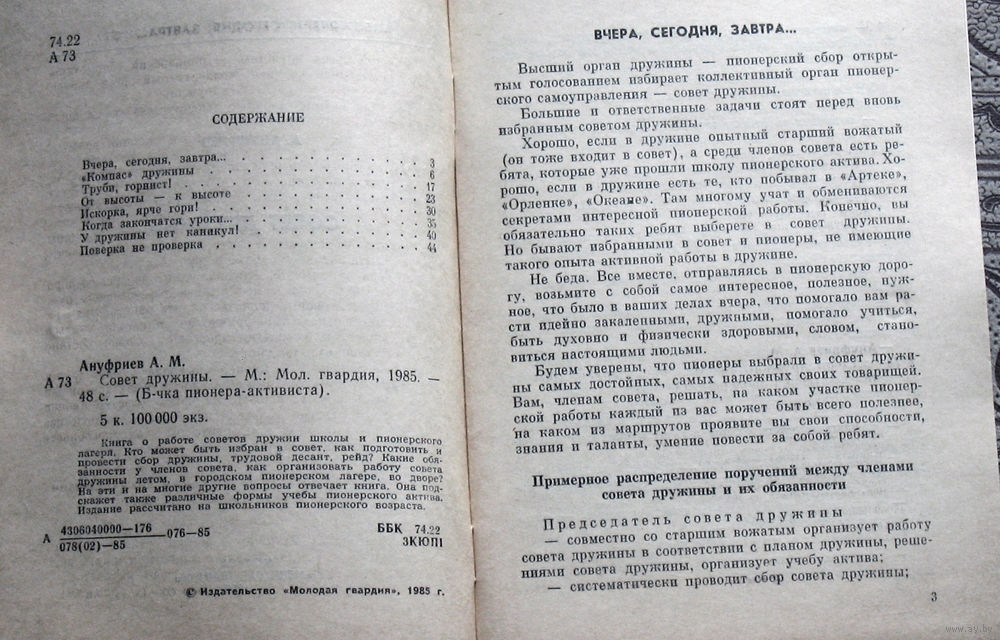 74.22
А 73
СОДЕРЖАНИЕ
Вчера, сегодня, завтра... 3
«Компас» дружины 6
Труби, горнист! 17
От высоты — к высоте 23
Искорка, ярче гори! 30
Когда закончатся уроки... 35
У дружины нет каникул! 40
Поверка не проверка 44
Ануфриев А. М.
А 73 Совет дружины. — М.: Мол. гвардия, 1985. —
48 с. — (Б-чка пионера-активиста).
5 к. 100 000 экз.
Книга о работе советов дружин школы и пионерского
лагеря. Кто может быть избран в совет, как подготовить и
провести сбор дружины, трудовой десант, рейд? Какие обя-
занности у членов совета, как организовать работу совета
дружины летом, в городском пионерском лагере, во дворе?
На эти и на многие другие вопросы отвечает книга. Она под-
скажет также различные формы учебы пионерского актива.
Издание рассчитано на школьников пионерского возраста.
А 4306040000—176
078(02)—85 076—85
ББК 74.22
3КЮП1
© Издательство «Молодая гвардия», 1985 г.
ВЧЕРА, СЕГОДНЯ, ЗАВТРА...
Высший орган дружины — пионерский сбор откры-
тым голосованием избирает коллективный орган пионер-
ского самоуправления — совет дружины.
Большие и ответственные задачи стоят перед вновь
избранным советом дружины.
Хорошо, если в дружине опытный старший вожатый
(он тоже входит в совет), а среди членов совета есть ре-
бята, которые уже прошли школу пионерского актива. Хо-
рошо, если в дружине есть те, кто побывал в «Артеке»,
«Орленке», «Океане». Там многому учат и обмениваются
секретами интересной пионерской работы. Конечно, вы
обязательно таких ребят выберете в совет дружины.
Но бывают избранными в совет и пионеры, не имеющие
такого опыта активной работы в дружине.
Не беда. Все вместе, отправляясь в пионерскую доро-
гу, возьмите с собой самое интересное, полезное, нуж-
ное, что было в ваших делах вчера, что помогало вам ра-
сти идейно закаленными, дружными, помогало учиться,
быть духовно и физически здоровыми, словом, стано-
виться настоящими людьми.
Будем уверены, что пионеры выбрали в совет дружи-
ны самых достойных, самых надежных своих товарищей.
Вам, членам совета, решать, на каком участке пионер-
ской работы каждый из вас может быть всего полезнее,
на каком из маршрутов проявите вы свои способности,
знания и таланты, умение повести за собой ребят.
Примерное распределение поручений между членами
совета дружины и их обязанности
Председатель совета дружины
— совместно со старшим вожатым организует работу
совета дружины в соответствии с планом дружины, реше-
ниями совета дружины, организует учебу актива;
— систематически проводит сбор совета дружины;
3
www.ay.by